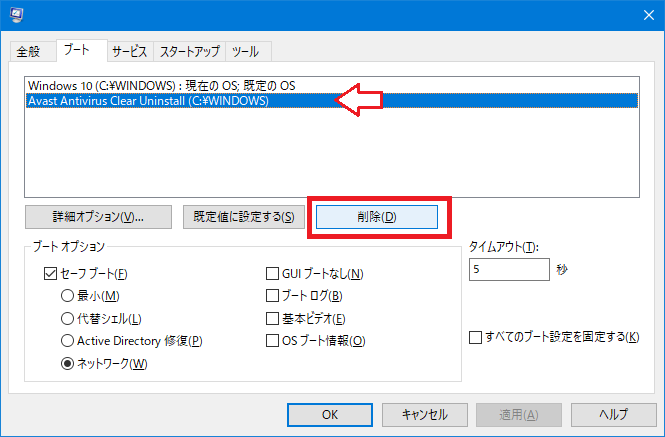 全般 ブート サービス スタートアップ ツール
Windows 10 (C:¥WINDOWS) : 現在の OS; 既定の OS
Avast Antivirus Clear Uninstall (C:¥WINDOWS)
詳細オプション(V)... 既定値に設定する(S) 削除(D)
ブート オプション
タイムアウト(T):
セーフ ブート(F) GUI ブートなし(N)
5 秒
最小(M) ブート ログ(B)
代替シェル(L) 基本ビデオ(E)
Active Directory 修復(P) OS ブート情報(O)
すべてのブート設定を固定する(K)
ネットワーク(W)
OK キャンセル 適用(A) ヘルプ